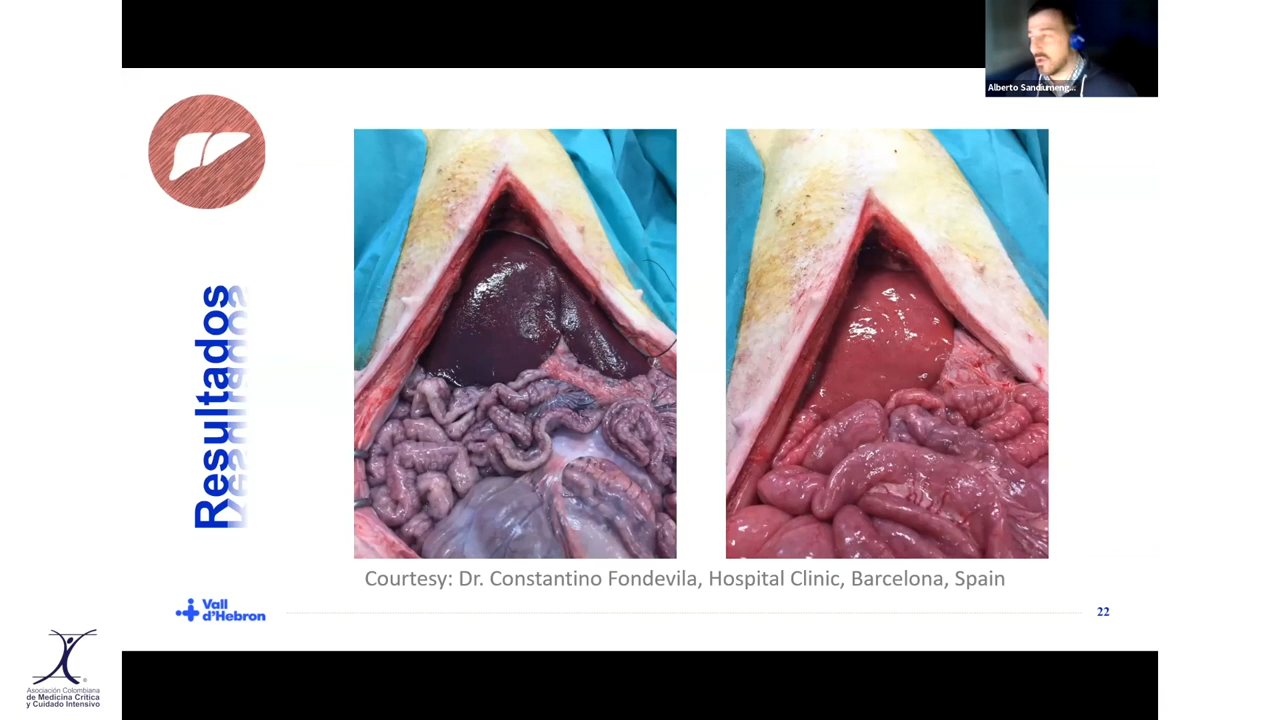 Alberto Sandiumeng...
Resultados
Courtesy: Dr. Constantino Fondevila, Hospital Clinic, Barcelona, Spain
Vall
d'Hebron
22
Asociación Colombiana
de Medicina Crítica
y Cuidado Intensivo